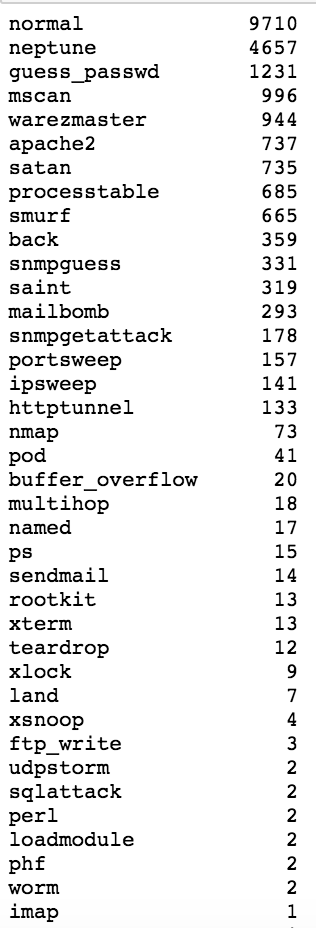 normal 9710
neptune 4657
guess_passwd 1231
mscan 996
warezmaster 944
apache2 737
satan 735
processtable 685
smurf 665
back 359
snmpguess 331
saint 319
mailbomb 293
snmpgetattack 178
portsweep 157
ipsweep 141
httptunnel 133
nmap 73
pod 41
buffer_overflow 20
multihop 18
named 17
ps 15
sendmail 14
rootkit 13
xterm 13
teardrop 12
xlock 9
land 7
xsnoop 4
ftp_write 3
udpstorm 2
sqlattack 2
perl 2
loadmodule 2
phf 2
worm 2
imap 1